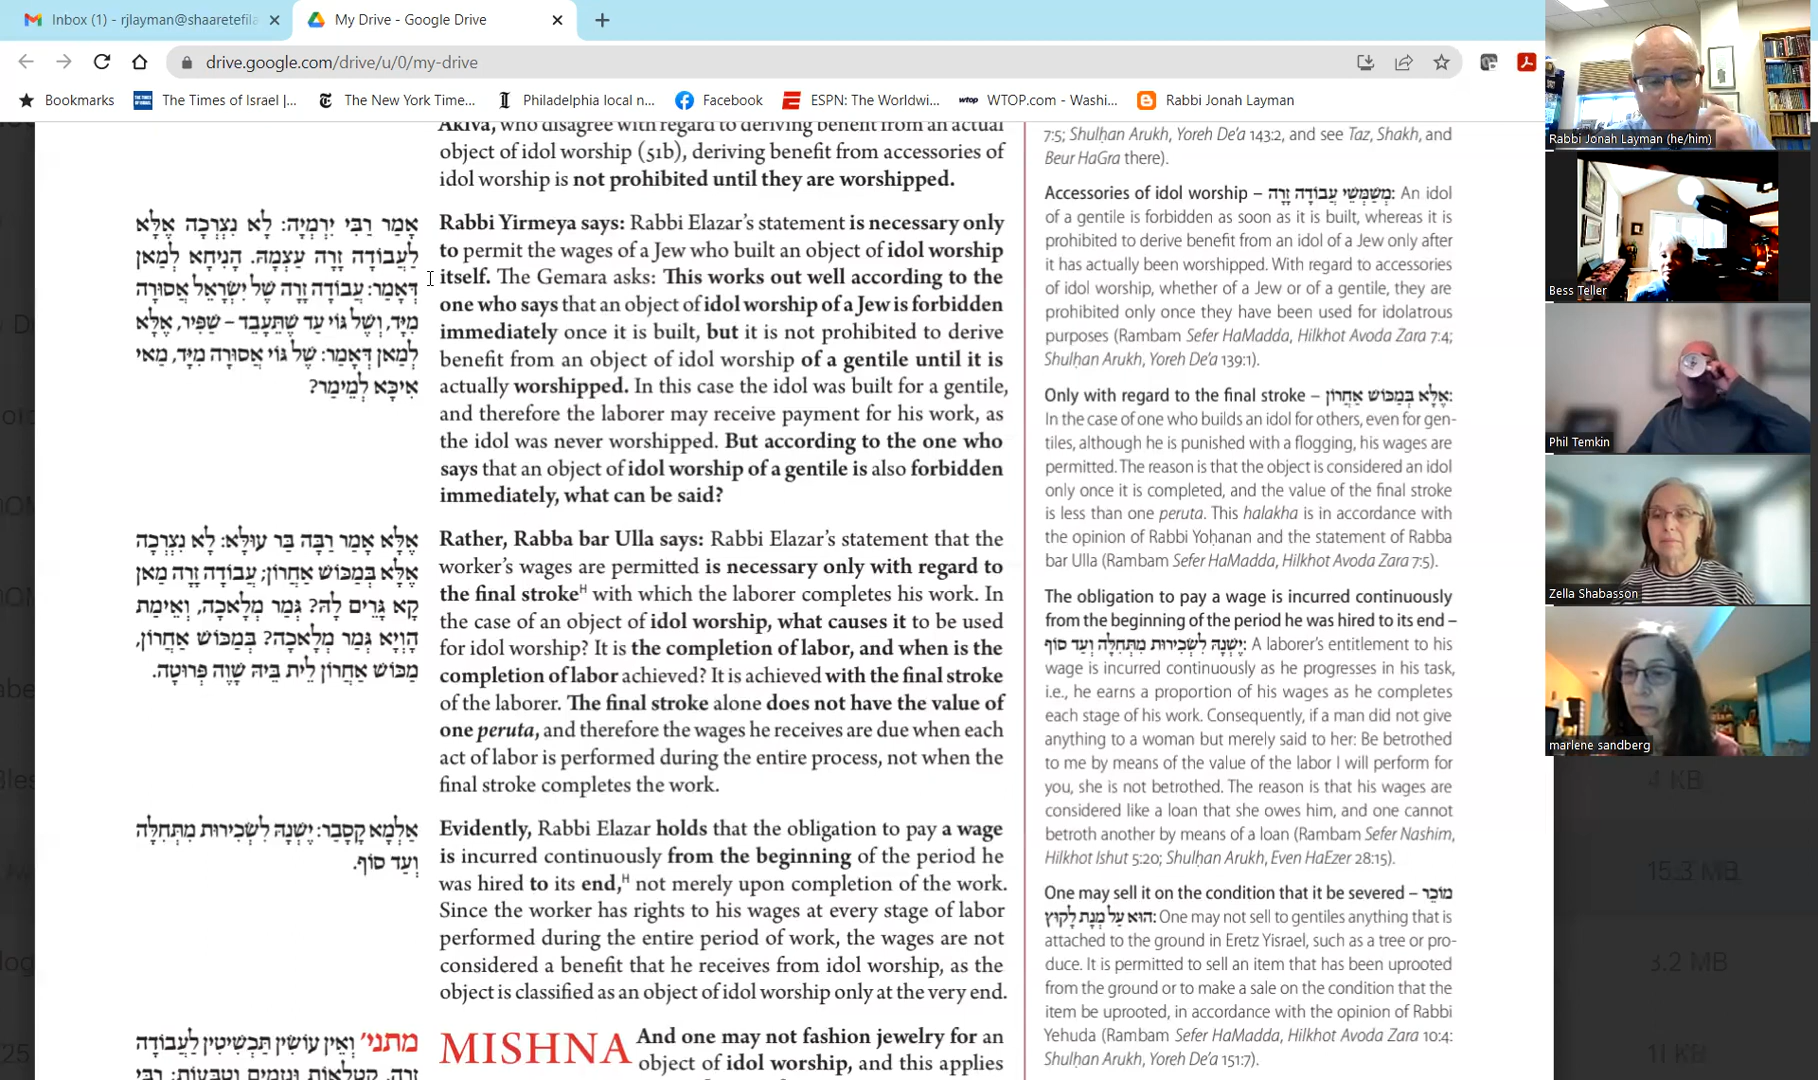 Inbox (1) - rjlayman@shaaretefila
My Drive - Google Drive
drive.google.com/drive/u/0/my-drive
Bookmarks
The Times of Israel |...
The New York Time...
Philadelphia local n...
Facebook
ESPN: The Worldwi...
WTOP.com - Washi...
Rabbi Jonah Layman
Akiva, who disagree with regard to deriving benefit from an actual
object of idol worship (51b), deriving benefit from accessories of
idol worship is not prohibited until they are worshipped.
אָמַר רַבִּי יִרְמְיָה: לָא נִצְרְכָה אֶלָּא
לַעֲבוֹדָה זָרָה עַצְמָהּ. הָנִיחָא לְמַאן
דְּאָמַר: עֲבוֹדָה זָרָה שֶׁל יִשְׂרָאֵל אֲסוּרָה
מִיָּד, וְשֶׁל גּוֹי עַד שֶׁתֵּעָבֵד – שַׁפִּיר, אֶלָּא
לְמַאן דְּאָמַר: שֶׁל גּוֹי אֲסוּרָה מִיָּד, מַאי
אִיכָּא לְמֵימַר?
Rabbi Yirmeya says: Rabbi Elazar's statement is necessary only
to permit the wages of a Jew who built an object of idol worship
itself. The Gemara asks: This works out well according to the
one who says that an object of idol worship of a Jew is forbidden
immediately once it is built, but it is not prohibited to derive
benefit from an object of idol worship of a gentile until it is
actually worshipped. In this case the idol was built for a gentile,
and therefore the laborer may receive payment for his work, as
the idol was never worshipped. But according to the one who
says that an object of idol worship of a gentile is also forbidden
immediately, what can be said?
אֶלָּא אָמַר רַבָּה בַּר עוּלָּא: לָא נִצְרְכָה
אֶלָּא בְּמַכּוֹשׁ אַחֲרוֹן; עֲבוֹדָה זָרָה מַאן
קָא גָּרֵים לָהּ? גְּמַר מְלָאכָה, וְאֵימַת
הָוְיָא גְּמַר מְלָאכָה? בְּמַכּוֹשׁ אַחֲרוֹן,
מַכּוֹשׁ אַחֲרוֹן לֵית בֵּיהּ שָׁוֶה פְּרוּטָה.
Rather, Rabba bar Ulla says: Rabbi Elazar's statement that the
worker's wages are permitted is necessary only with regard to
the final strokeH with which the laborer completes his work. In
the case of an object of idol worship, what causes it to be used
for idol worship? It is the completion of labor, and when is the
completion of labor achieved? It is achieved with the final stroke
of the laborer. The final stroke alone does not have the value of
one peruta, and therefore the wages he receives are due when each
act of labor is performed during the entire process, not when the
final stroke completes the work.
אַלְמָא קָסָבַר: יֶשְׁנָהּ לִשְׂכִירוּת מִתְּחִילָּה
וְעַד סוֹף.
Evidently, Rabbi Elazar holds that the obligation to pay a wage
is incurred continuously from the beginning of the period he
was hired to its end,H not merely upon completion of the work.
Since the worker has rights to his wages at every stage of labor
performed during the entire period of work, the wages are not
considered a benefit that he receives from idol worship, as the
object is classified as an object of idol worship only at the very end.
מתני׳ וְאֵין עוֹשִׂין תַּכְשִׁיטִין לַעֲבוֹדָה
זָרָה, קַטְלָאוֹת וּנְזָמִים וְטַבָּעוֹת; רַבִּי
MISHNA And one may not fashion jewelry for an
object of idol worship, and this applies
7:5; Shulḥan Arukh, Yoreh De'a 143:2, and see Taz, Shakh, and
Beur HaGra there).
Accessories of idol worship – מְשַׁמְּשֵׁי עֲבוֹדָה זָרָה: An idol
of a gentile is forbidden as soon as it is built, whereas it is
prohibited to derive benefit from an idol of a Jew only after
it has actually been worshipped. With regard to accessories
of idol worship, whether of a Jew or of a gentile, they are
prohibited only once they have been used for idolatrous
purposes (Rambam Sefer HaMadda, Hilkhot Avoda Zara 7:4;
Shulḥan Arukh, Yoreh De'a 139:1).
Only with regard to the final stroke – אֶלָּא בְּמַכּוֹשׁ אַחֲרוֹן:
In the case of one who builds an idol for others, even for gen-
tiles, although he is punished with a flogging, his wages are
permitted. The reason is that the object is considered an idol
only once it is completed, and the value of the final stroke
is less than one peruta. This halakha is in accordance with
the opinion of Rabbi Yoḥanan and the statement of Rabba
bar Ulla (Rambam Sefer HaMadda, Hilkhot Avoda Zara 7:5).
The obligation to pay a wage is incurred continuously
from the beginning of the period he was hired to its end –
יֶשְׁנָהּ לִשְׂכִירוּת מִתְּחִלָּה וְעַד סוֹף: A laborer's entitlement to his
wage is incurred continuously as he progresses in his task,
i.e., he earns a proportion of his wages as he completes
each stage of his work. Consequently, if a man did not give
anything to a woman but merely said to her: Be betrothed
to me by means of the value of the labor I will perform for
you, she is not betrothed. The reason is that his wages are
considered like a loan that she owes him, and one cannot
betroth another by means of a loan (Rambam Sefer Nashim,
Hilkhot Ishut 5:20; Shulḥan Arukh, Even HaEzer 28:15).
One may sell it on the condition that it be severed – מוֹכֵר
הוּא עַל מְנָת לָקוּץ: One may not sell to gentiles anything that is
attached to the ground in Eretz Yisrael, such as a tree or pro-
duce. It is permitted to sell an item that has been uprooted
from the ground or to make a sale on the condition that the
item be uprooted, in accordance with the opinion of Rabbi
Yehuda (Rambam Sefer HaMadda, Hilkhot Avoda Zara 10:4;
Shulḥan Arukh, Yoreh De'a 151:7).
Rabbi Jonah Layman (he/him)
Bess Teller
Phil Temkin
Zella Shabasson
marlene sandberg
4 KB
15.3 MB
3.2 MB
11 KB